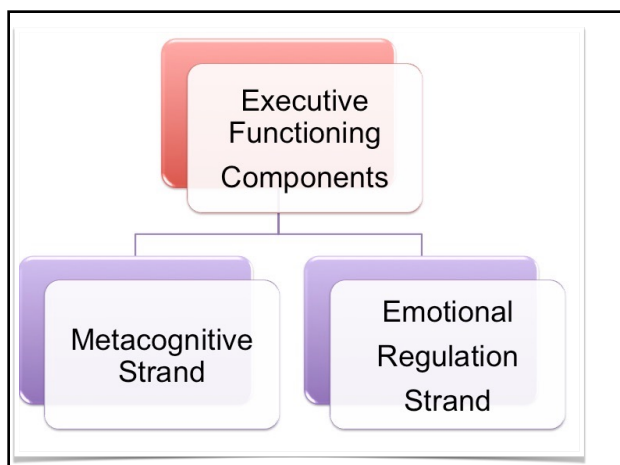 Executive
Functioning
Components
Metacognitive
Strand
Emotional
Regulation
Strand